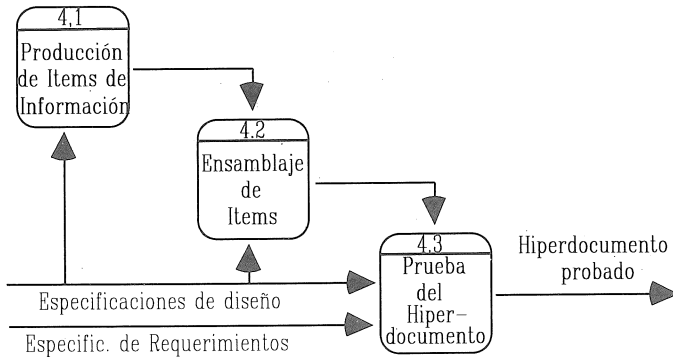 4,1
Producción
de Items de
Información
4.2
Ensamblaje
de
Items
4.3
Prueba
del
Hiper-
documento
Hiperdocumento
probado
Especificaciones de diseño
Especific. de Requerimientos